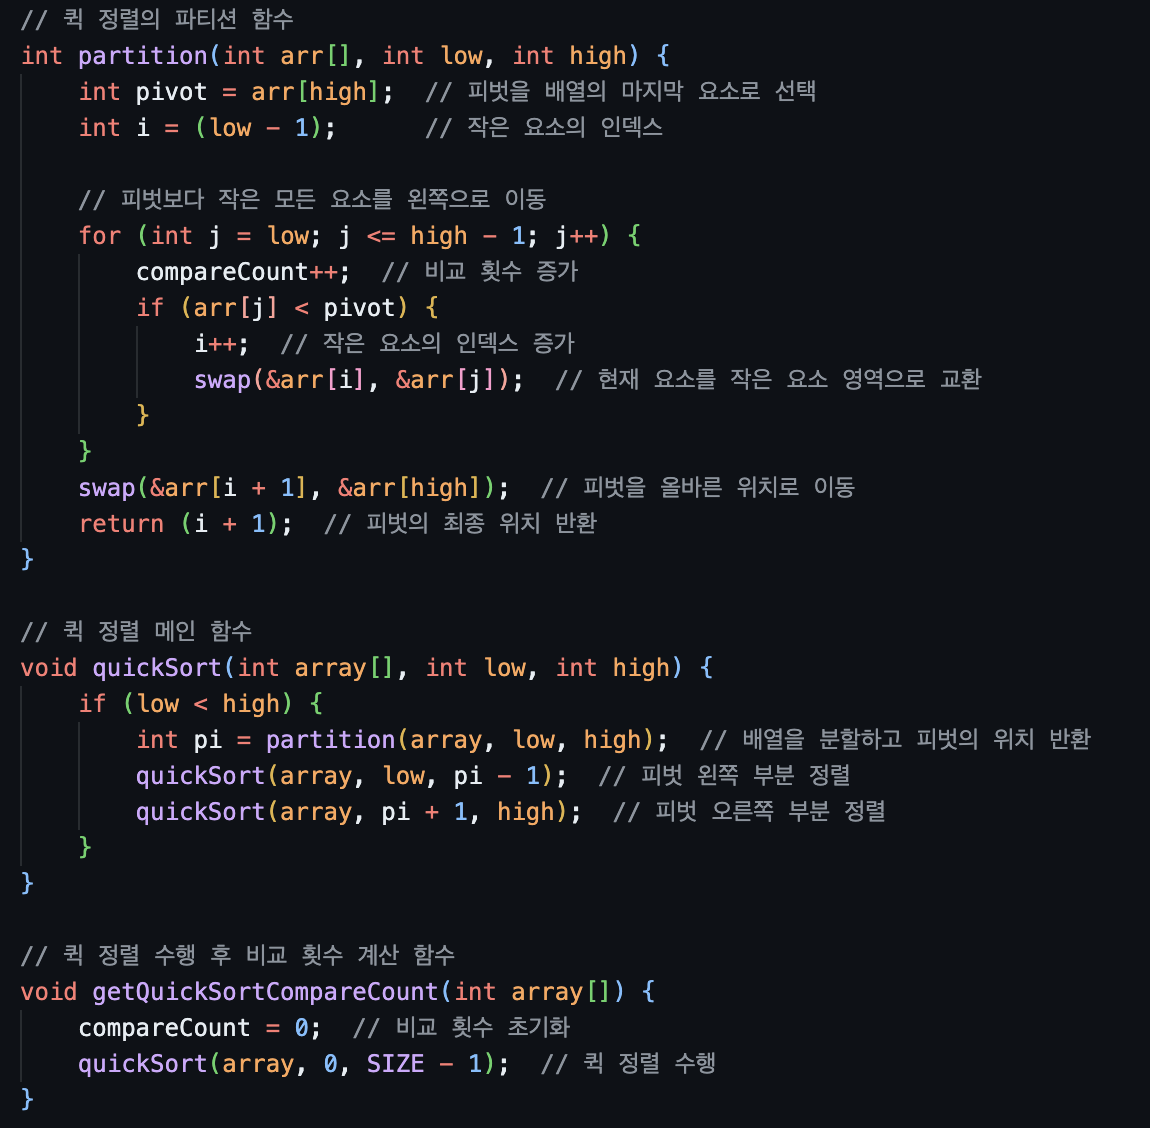 // 퀵 정렬의 파티션 함수
int partition(int arr[], int low, int high) {
    int pivot = arr[high];  // 피벗을 배열의 마지막 요소로 선택
    int i = (low - 1);      // 작은 요소의 인덱스

    // 피벗보다 작은 모든 요소를 왼쪽으로 이동
    for (int j = low; j <= high - 1; j++) {
        compareCount++;  // 비교 횟수 증가
        if (arr[j] < pivot) {
            i++;  // 작은 요소의 인덱스 증가
            swap(&arr[i], &arr[j]);  // 현재 요소를 작은 요소 영역으로 교환
        }
    }
    swap(&arr[i + 1], &arr[high]);  // 피벗을 올바른 위치로 이동
    return (i + 1);  // 피벗의 최종 위치 반환
}

// 퀵 정렬 메인 함수
void quickSort(int array[], int low, int high) {
    if (low < high) {
        int pi = partition(array, low, high);  // 배열을 분할하고 피벗의 위치 반환
        quickSort(array, low, pi - 1);  // 피벗 왼쪽 부분 정렬
        quickSort(array, pi + 1, high);  // 피벗 오른쪽 부분 정렬
    }
}

// 퀵 정렬 수행 후 비교 횟수 계산 함수
void getQuickSortCompareCount(int array[]) {
    compareCount = 0;  // 비교 횟수 초기화
    quickSort(array, 0, SIZE - 1);  // 퀵 정렬 수행
}